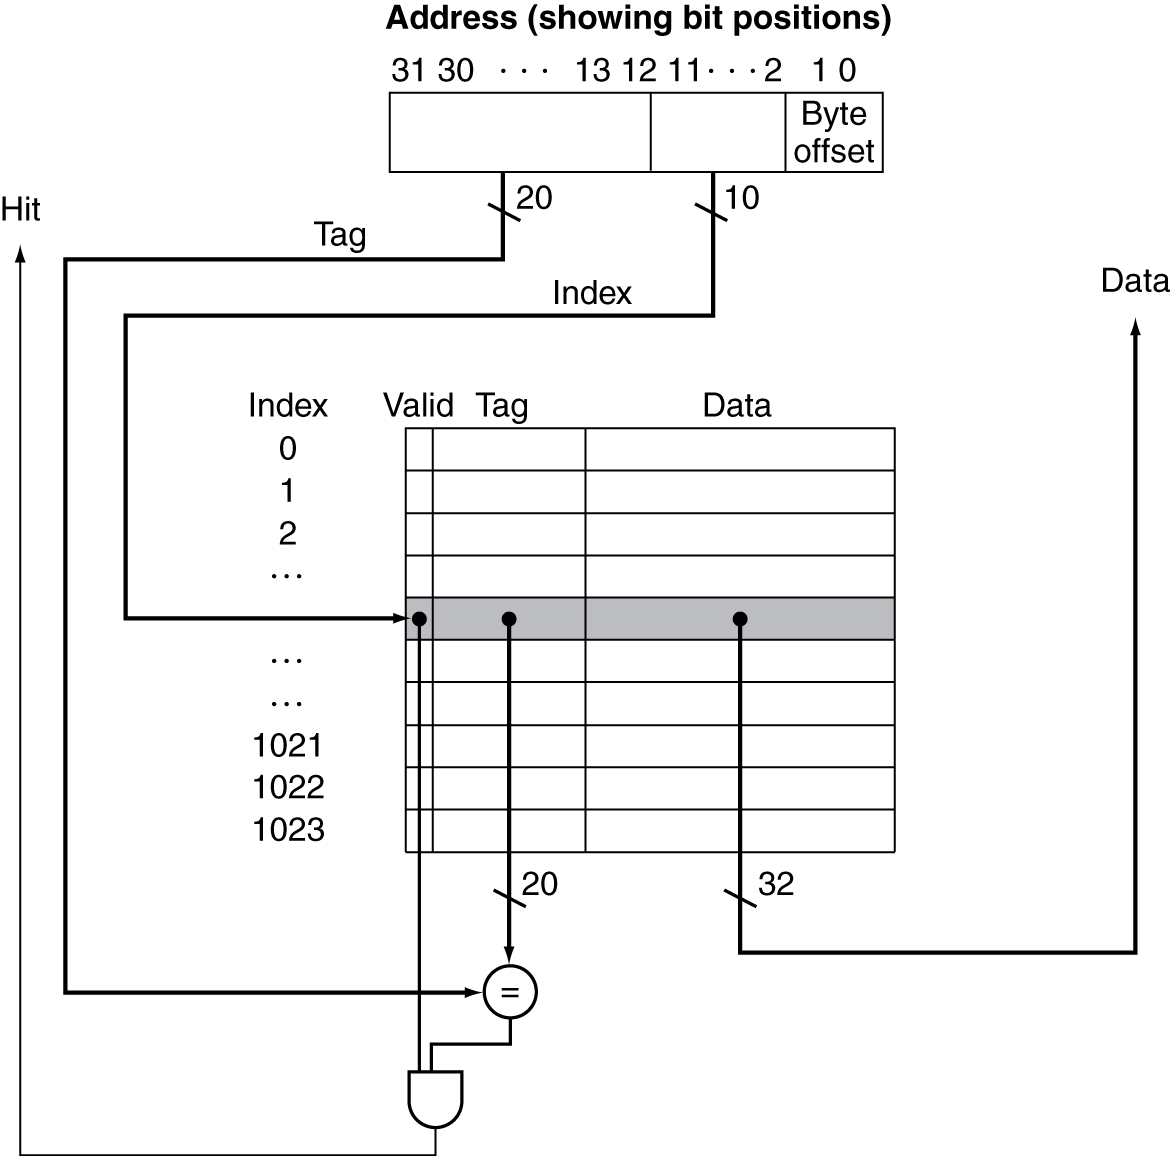 Address (showing bit positions)
31 30 ··· 13 12 11···2 1 0
Byte
offset
20
10
Hit
Tag
Data
Index
Index Valid Tag Data
0
1
2
···
···
···
1021
1022
1023
20
32
=